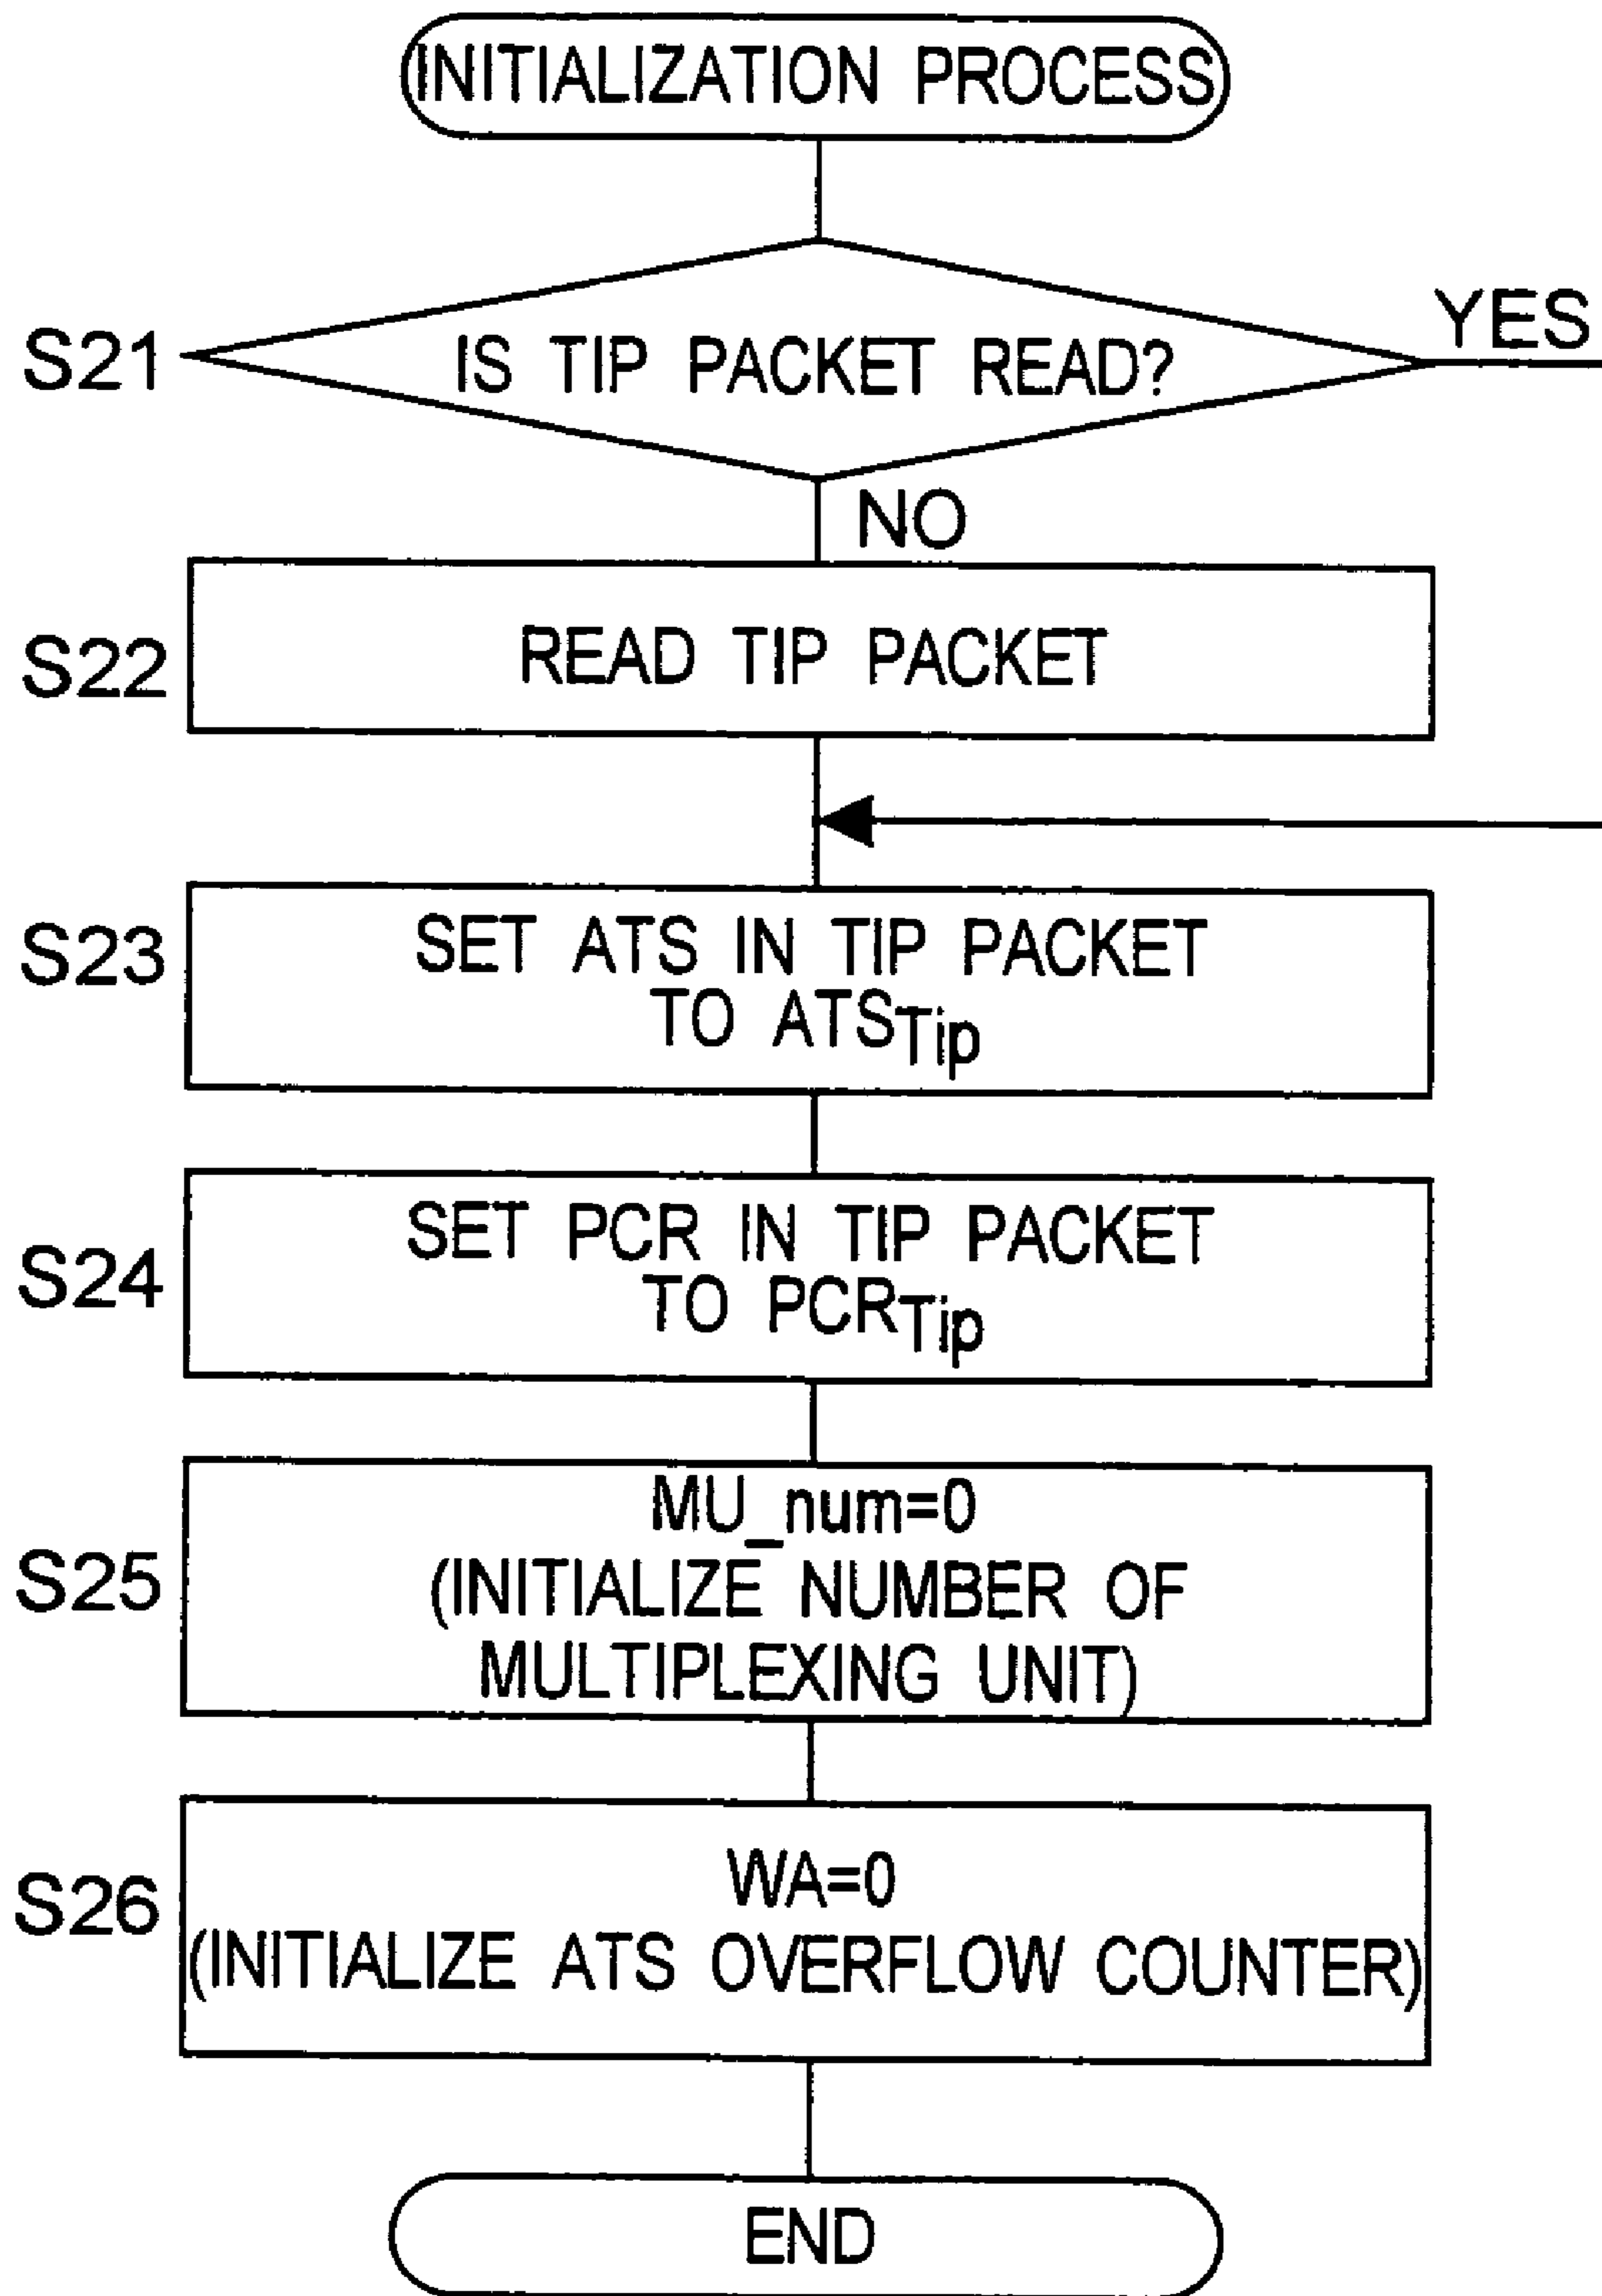 INITIALIZATION PROCESS
S21
IS TIP PACKET READ?
YES
NO
S22
READ TIP PACKET
S23
SET ATS IN TIP PACKET
TO ATSTip
S24
SET PCR IN TIP PACKET
TO PCRTip
S25
MU_num=0
(INITIALIZE NUMBER OF
MULTIPLEXING UNIT)
S26
WA=0
(INITIALIZE ATS OVERFLOW COUNTER)
END